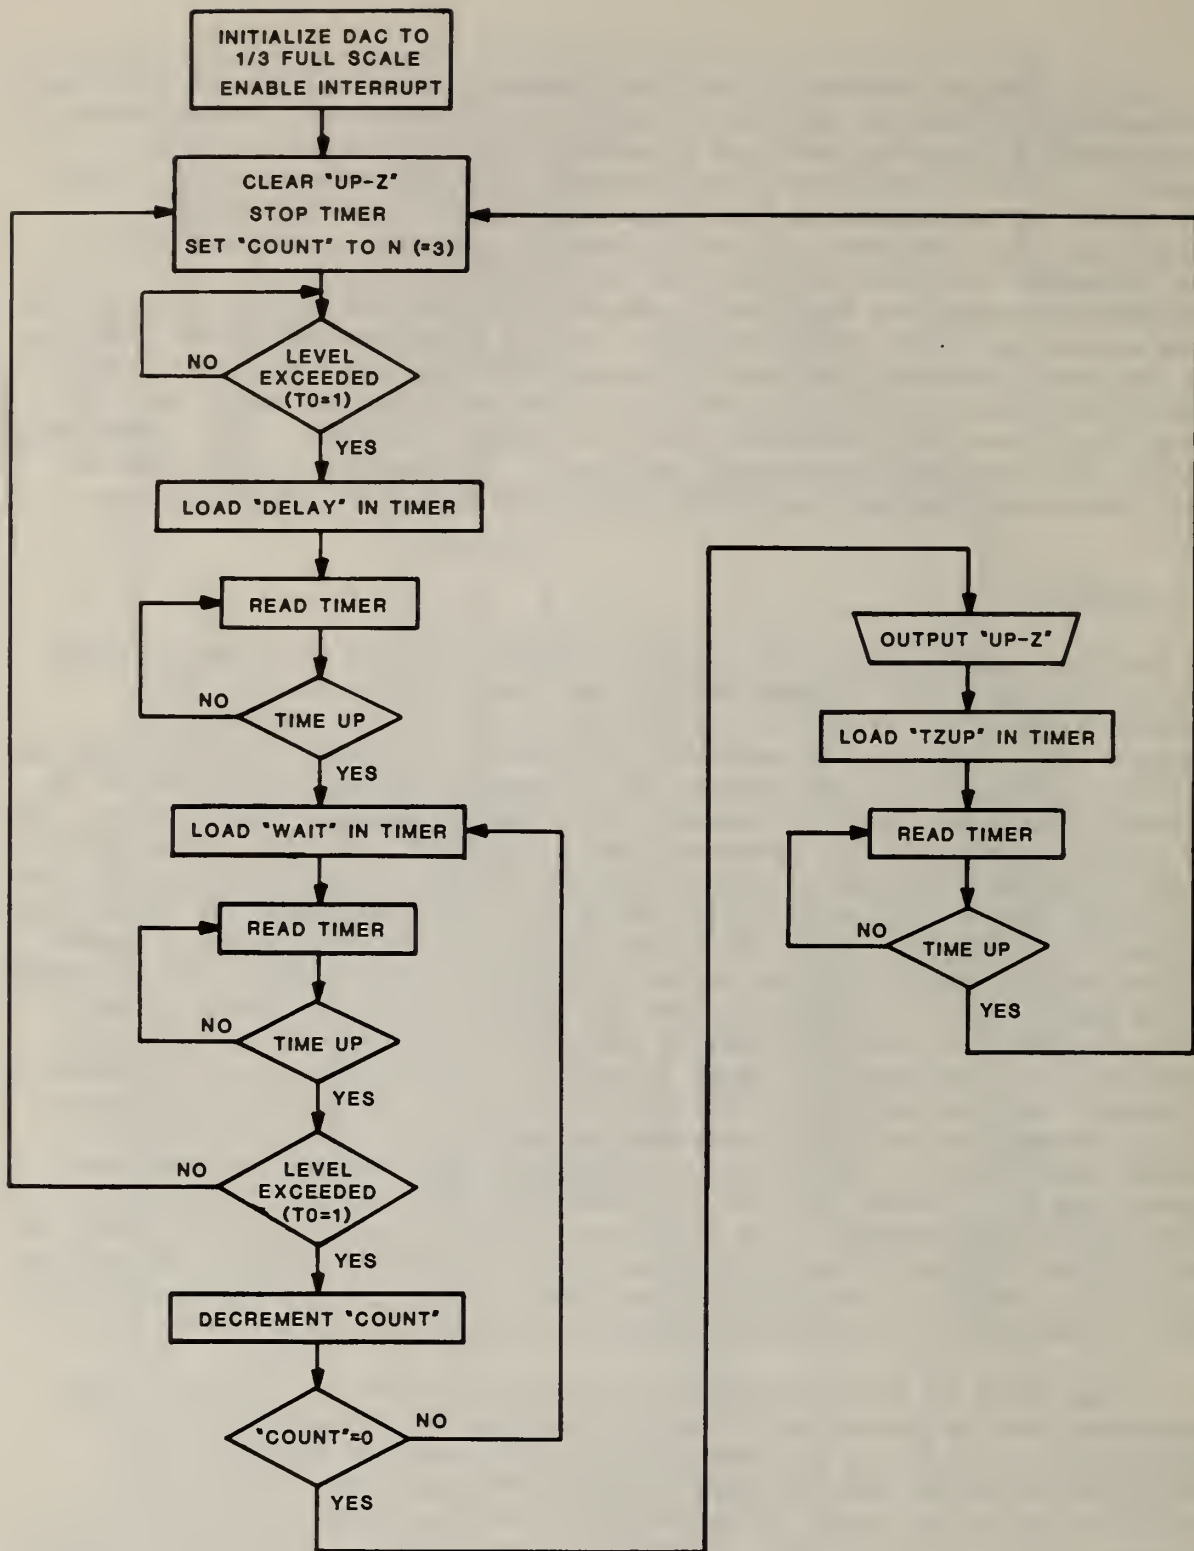 INITIALIZE DAC TO
1/3 FULL SCALE
ENABLE INTERRUPT
CLEAR "UP-Z"
STOP TIMER
SET "COUNT" TO N (=3)
LEVEL
EXCEEDED
(T0=1)
NO
YES
LOAD "DELAY" IN TIMER
READ TIMER
NO
TIME UP
YES
LOAD "WAIT" IN TIMER
READ TIMER
NO
TIME UP
YES
NO
LEVEL
EXCEEDED
(T0=1)
YES
DECREMENT "COUNT"
"COUNT"=0
NO
YES
OUTPUT "UP-Z"
LOAD "TZUP" IN TIMER
READ TIMER
NO
TIME UP
YES